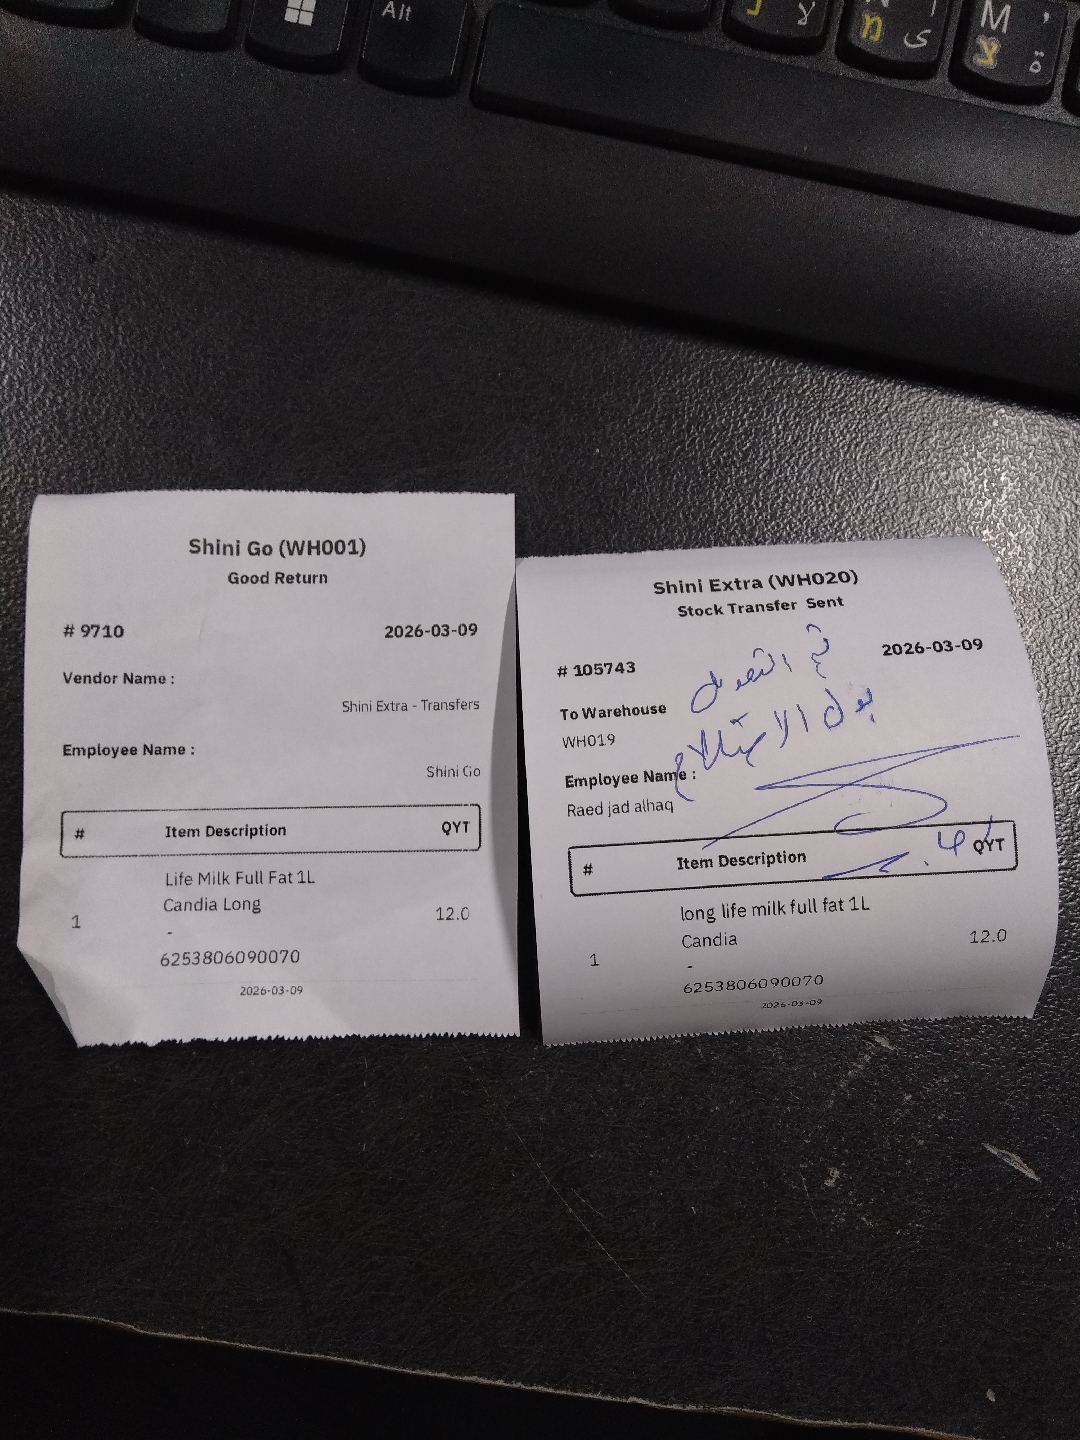 Alt
M
ة
ى
Shini Go (WH001)
Good Return
# 9710 2026-03-09
Vendor Name :
Shini Extra - Transfers
Employee Name :
Shini Go
# Item Description QYT
Life Milk Full Fat 1L
Candia Long
1 12.0
-
6253806090070
2026-03-09
Shini Extra (WH020)
Stock Transfer Sent
# 105743 2026-03-09
تم التحويل
To Warehouse
WH019
Employee Name :
Raed jad alhaq
# Item Description QYT
long life milk full fat 1L
Candia
1 12.0
-
6253806090070
2026-03-09